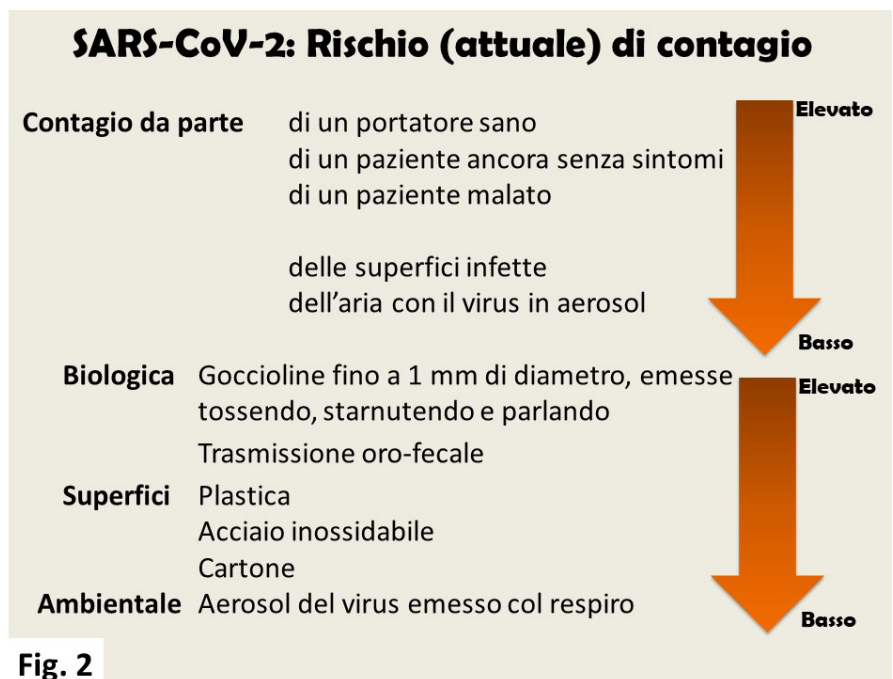 SARS-CoV-2: Rischio (attuale) di contagio
Elevato
Contagio da parte di un portatore sano
di un paziente ancora senza sintomi
di un paziente malato
delle superfici infette
dell’aria con il virus in aerosol
Basso
Biologica Goccioline fino a 1 mm di diametro, emesse
Elevato
tossendo, starnutendo e parlando
Trasmissione oro-fecale
Superfici Plastica
Acciaio inossidabile
Cartone
Ambientale Aerosol del virus emesso col respiro
Basso
Fig. 2